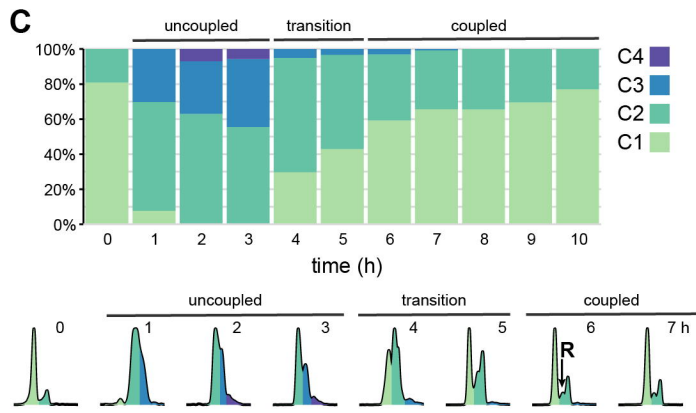 C
uncoupled transition coupled
100%
80%
60%
40%
20%
0%
C4
C3
C2
C1
0 1 2 3 4 5 6 7 8 9 10
time (h)
uncoupled transition coupled
0 1 2 3 4 5 6 7 h
R